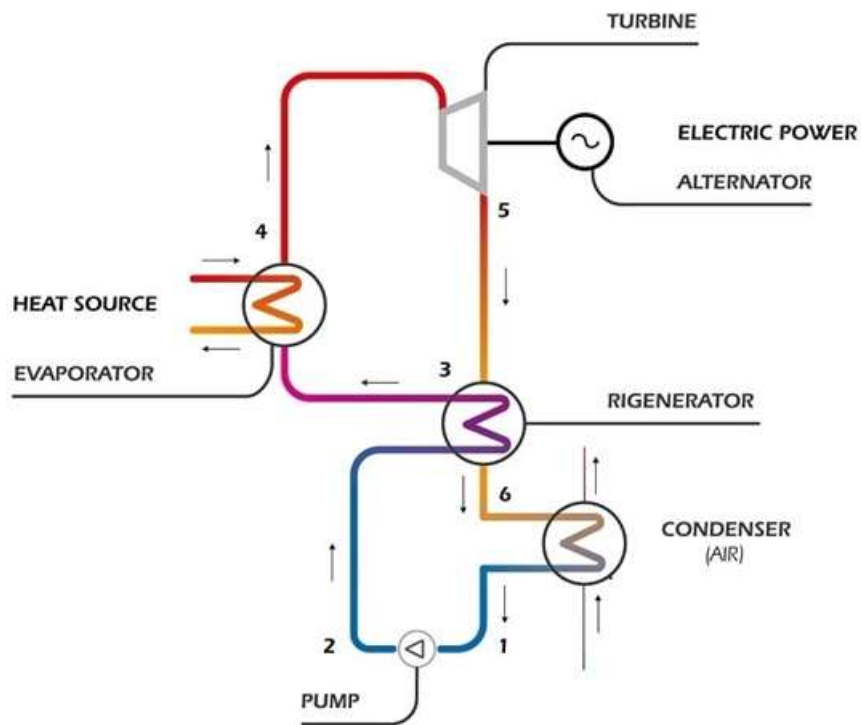 TURBINE
ELECTRIC POWER
ALTERNATOR
5
4
HEAT SOURCE
EVAPORATOR
3
RIGENERATOR
6
CONDENSER
(AIR)
2
1
PUMP